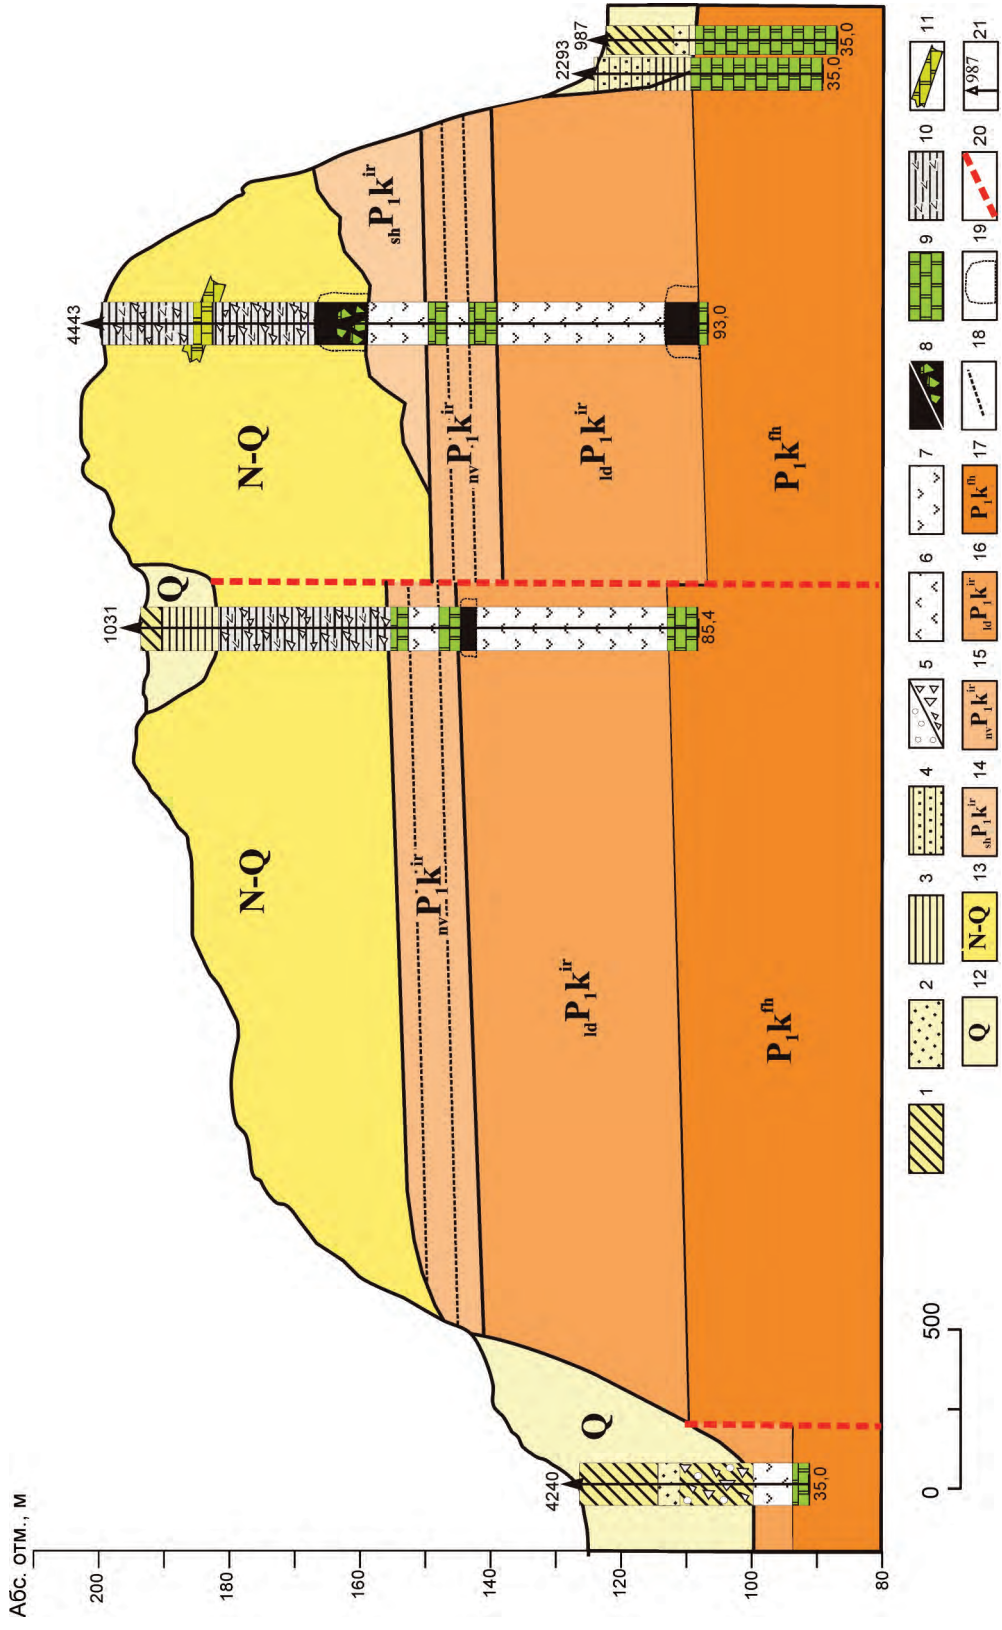 Абс. отм., м
200
180
160
140
120
100
80
4240
35,0
1031
85,4
4443
93,0
2293
35,0
987
35,0
Q
Q
N-Q
N-Q
shP₁kⁱʳ
nvP₁kⁱʳ
nvP₁kⁱʳ
ldP₁kⁱʳ
ldP₁kⁱʳ
P₁kᶠʰ
P₁kᶠʰ
0
500
1
2
3
4
5
6
7
8
9
10
11
Q 12
N-Q 13
shP₁kⁱʳ 14
nvP₁kⁱʳ 15
ldP₁kⁱʳ 16
P₁kᶠʰ 17
18
19
20
987 21